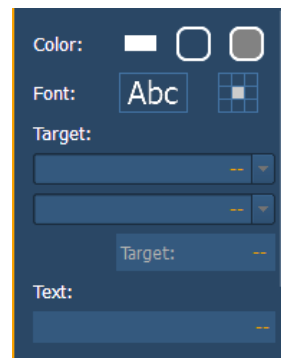 Color:
Font: Abc
Target:
--
--
Target: --
Text:
--